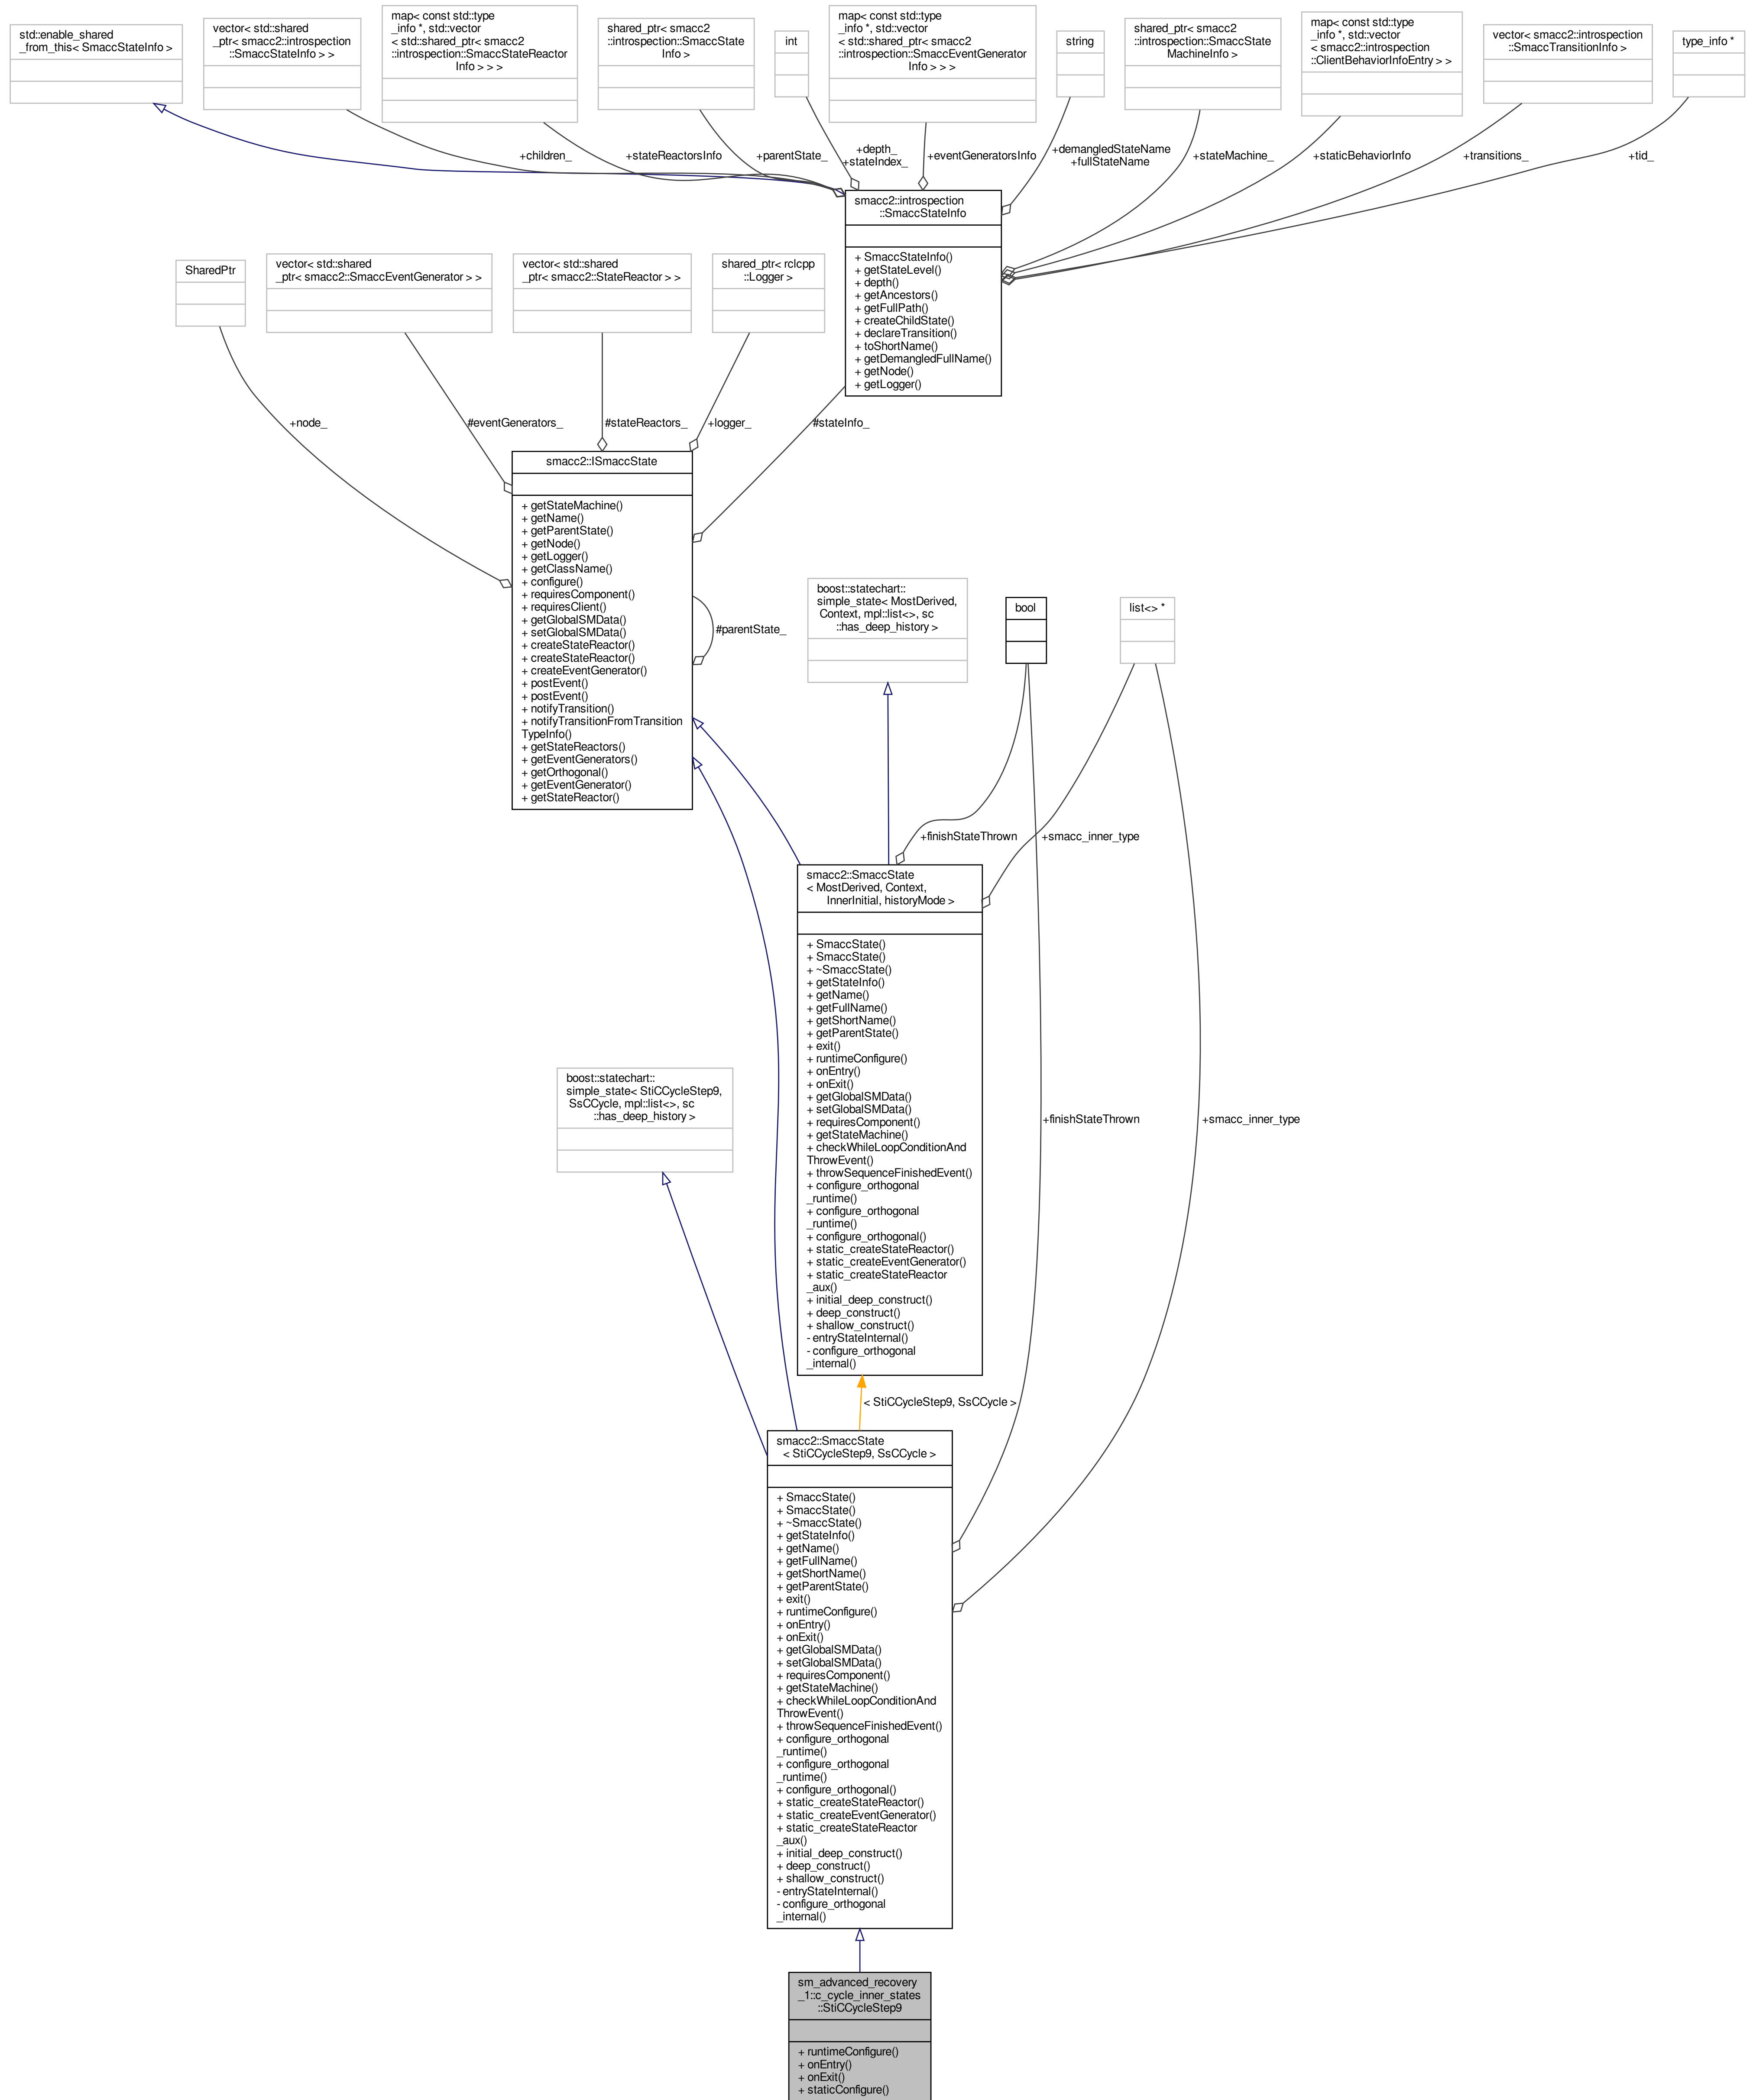 std::enable_shared
_from_this< SmaccStateInfo >
vector< std::shared
_ptr< smacc2::introspection
::SmaccStateInfo > >
map< const std::type
_info *, std::vector
< std::shared_ptr< smacc2
::introspection::SmaccStateReactor
Info > > >
shared_ptr< smacc2
::introspection::SmaccState
Info >
int
map< const std::type
_info *, std::vector
< std::shared_ptr< smacc2
::introspection::SmaccEventGenerator
Info > > >
string
shared_ptr< smacc2
::introspection::SmaccState
MachineInfo >
map< const std::type
_info *, std::vector
< smacc2::introspection
::ClientBehaviorInfoEntry > >
vector< smacc2::introspection
::SmaccTransitionInfo >
type_info *
+children_
+stateReactorsInfo
+parentState_
+depth_
+stateIndex_
+eventGeneratorsInfo
+demangledStateName
+fullStateName
+stateMachine_
+staticBehaviorInfo
+transitions_
+tid_
smacc2::introspection
::SmaccStateInfo
+ SmaccStateInfo()
+ getStateLevel()
+ depth()
+ getAncestors()
+ getFullPath()
+ createChildState()
+ declareTransition()
+ toShortName()
+ getDemangledFullName()
+ getNode()
+ getLogger()
SharedPtr
vector< std::shared
_ptr< smacc2::SmaccEventGenerator > >
vector< std::shared
_ptr< smacc2::StateReactor > >
shared_ptr< rclcpp
::Logger >
+node_
#eventGenerators_
#stateReactors_
+logger_
#stateInfo_
smacc2::ISmaccState
+ getStateMachine()
+ getName()
+ getParentState()
+ getNode()
+ getLogger()
+ getClassName()
+ configure()
+ requiresComponent()
+ requiresClient()
+ getGlobalSMData()
+ setGlobalSMData()
+ createStateReactor()
+ createStateReactor()
+ createEventGenerator()
+ postEvent()
+ postEvent()
+ notifyTransition()
+ notifyTransitionFromTransition
TypeInfo()
+ getStateReactors()
+ getEventGenerators()
+ getOrthogonal()
+ getEventGenerator()
+ getStateReactor()
#parentState_
boost::statechart::
simple_state< MostDerived,
Context, mpl::list<>, sc
::has_deep_history >
bool
list<> *
+finishStateThrown
+smacc_inner_type
smacc2::SmaccState
< MostDerived, Context,
InnerInitial, historyMode >
+ SmaccState()
+ SmaccState()
+ ~SmaccState()
+ getStateInfo()
+ getName()
+ getFullName()
+ getShortName()
+ getParentState()
+ exit()
+ runtimeConfigure()
+ onEntry()
+ onExit()
+ getGlobalSMData()
+ setGlobalSMData()
+ requiresComponent()
+ getStateMachine()
+ checkWhileLoopConditionAnd
ThrowEvent()
+ throwSequenceFinishedEvent()
+ configure_orthogonal
_runtime()
+ configure_orthogonal
_runtime()
+ configure_orthogonal()
+ static_createStateReactor()
+ static_createEventGenerator()
+ static_createStateReactor
_aux()
+ initial_deep_construct()
+ deep_construct()
+ shallow_construct()
- entryStateInternal()
- configure_orthogonal
_internal()
boost::statechart::
simple_state< StiCCycleStep9,
SsCCycle, mpl::list<>, sc
::has_deep_history >
+finishStateThrown
+smacc_inner_type
< StiCCycleStep9, SsCCycle >
smacc2::SmaccState
< StiCCycleStep9, SsCCycle >
+ SmaccState()
+ SmaccState()
+ ~SmaccState()
+ getStateInfo()
+ getName()
+ getFullName()
+ getShortName()
+ getParentState()
+ exit()
+ runtimeConfigure()
+ onEntry()
+ onExit()
+ getGlobalSMData()
+ setGlobalSMData()
+ requiresComponent()
+ getStateMachine()
+ checkWhileLoopConditionAnd
ThrowEvent()
+ throwSequenceFinishedEvent()
+ configure_orthogonal
_runtime()
+ configure_orthogonal
_runtime()
+ configure_orthogonal()
+ static_createStateReactor()
+ static_createEventGenerator()
+ static_createStateReactor
_aux()
+ initial_deep_construct()
+ deep_construct()
+ shallow_construct()
- entryStateInternal()
- configure_orthogonal
_internal()
sm_advanced_recovery
_1::c_cycle_inner_states
::StiCCycleStep9
+ runtimeConfigure()
+ onEntry()
+ onExit()
+ staticConfigure()